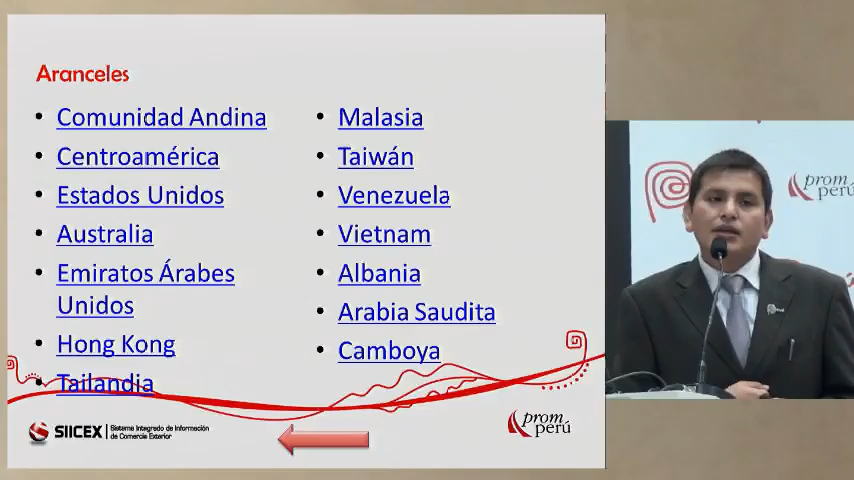 Aranceles
• Comunidad Andina
• Centroamérica
• Estados Unidos
• Australia
• Emiratos Árabes
Unidos
• Hong Kong
• Tailandia
• Malasia
• Taiwán
• Venezuela
• Vietnam
• Albania
• Arabia Saudita
• Camboya
SIICEX
Sistema Integrado de Información
de Comercio Exterior
prom
perú
prom
perú